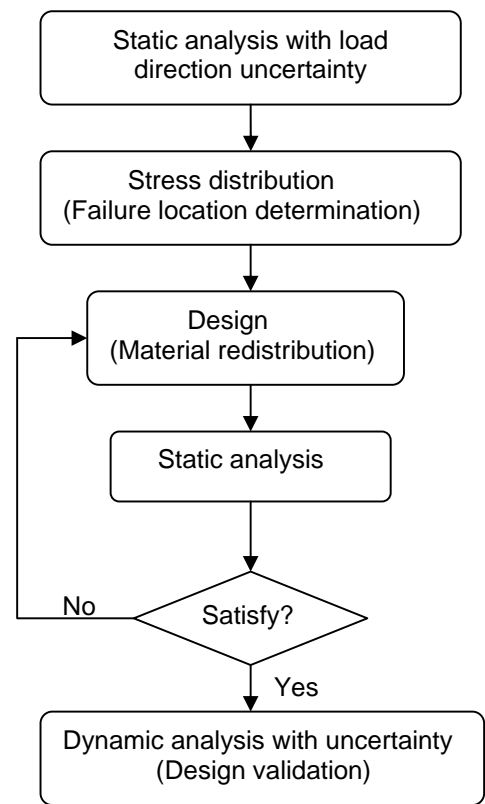 Static analysis with load
direction uncertainty
Stress distribution
(Failure location determination)
Design
(Material redistribution)
Static analysis
Satisfy?
No
Yes
Dynamic analysis with uncertainty
(Design validation)